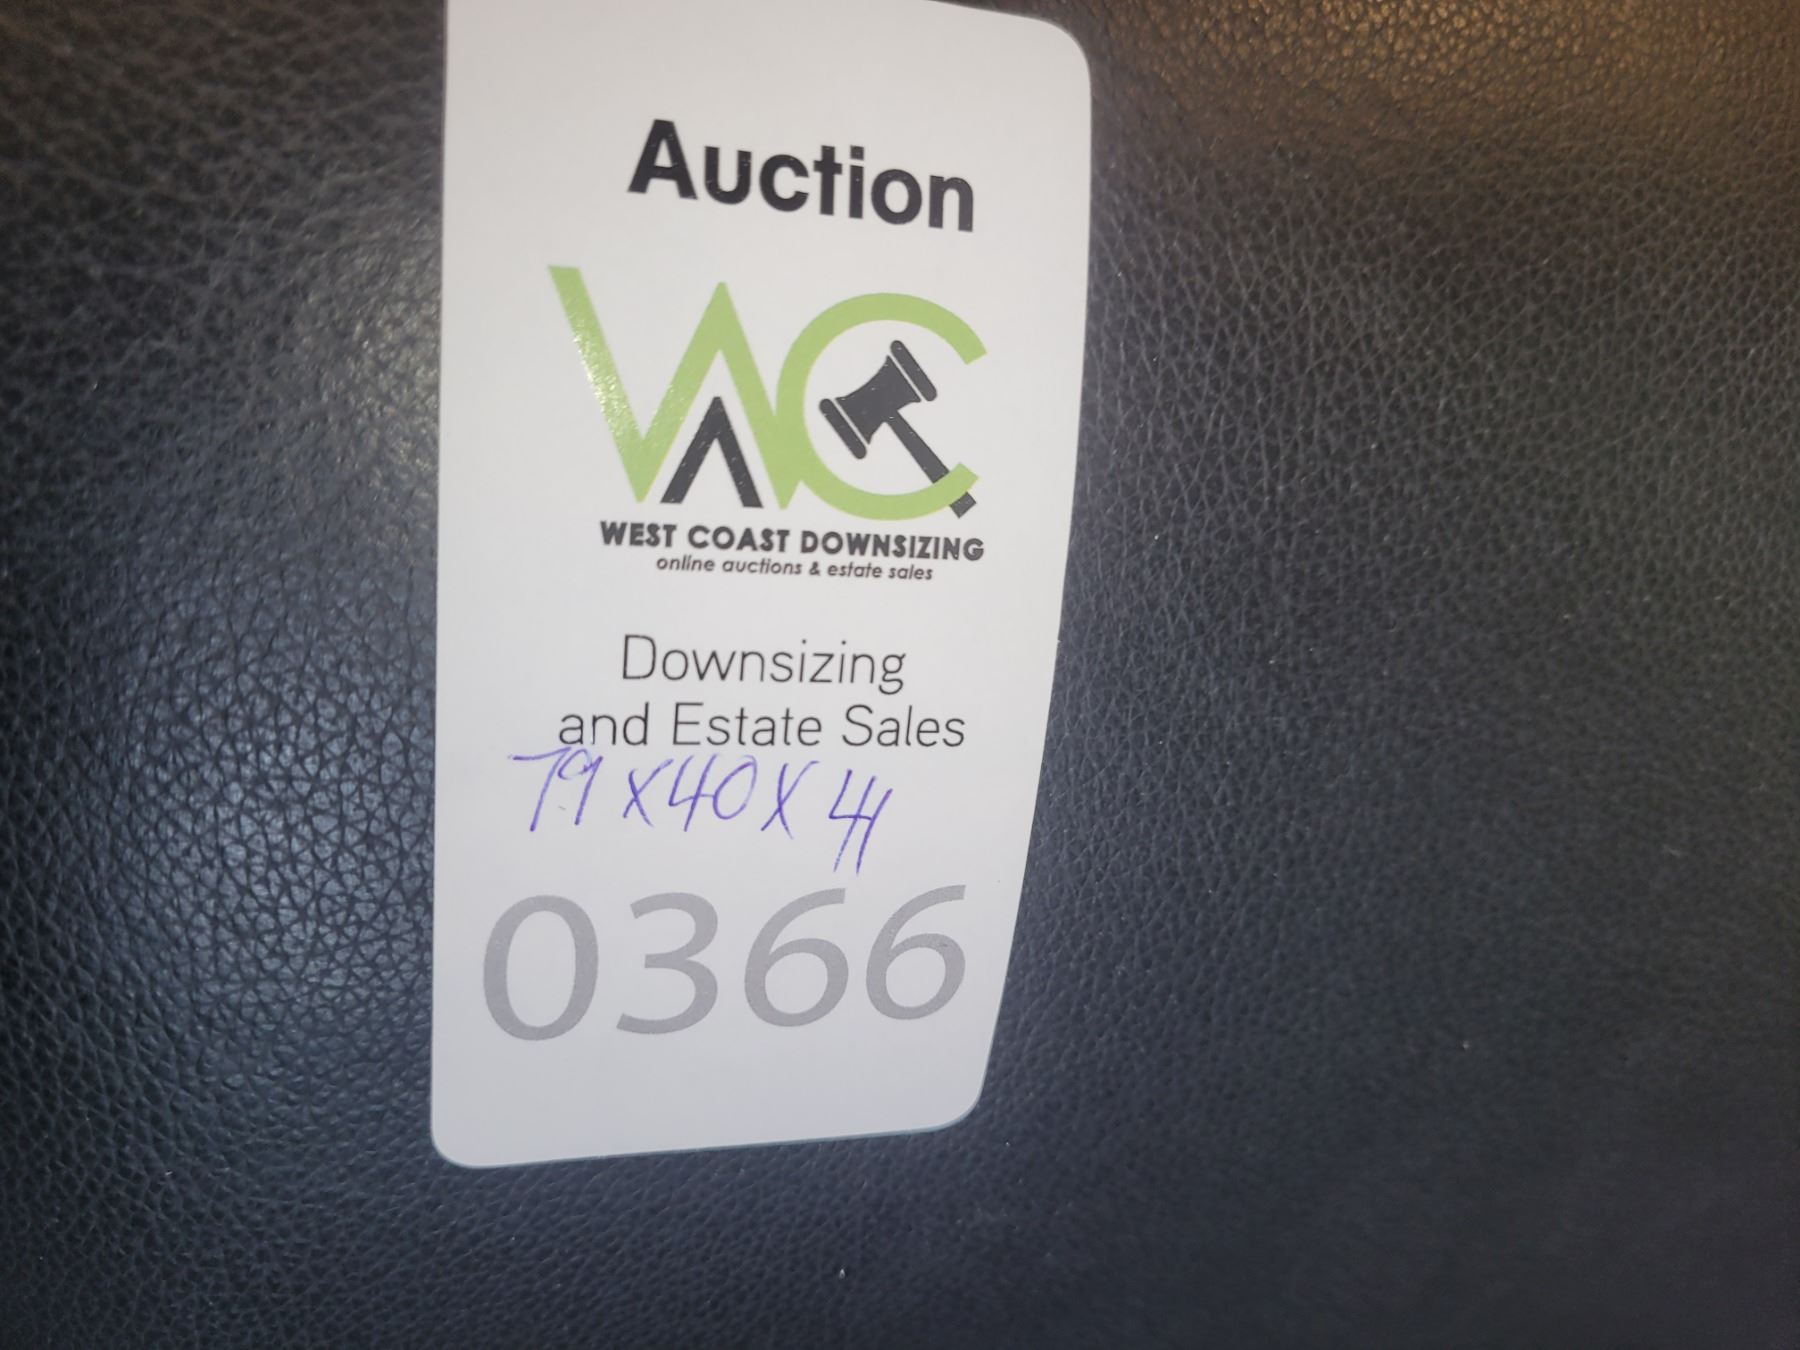 Auction
WC
WEST COAST DOWNSIZING
online auctions & estate sales
Downsizing
and Estate Sales
79 x 40 x 41
0366